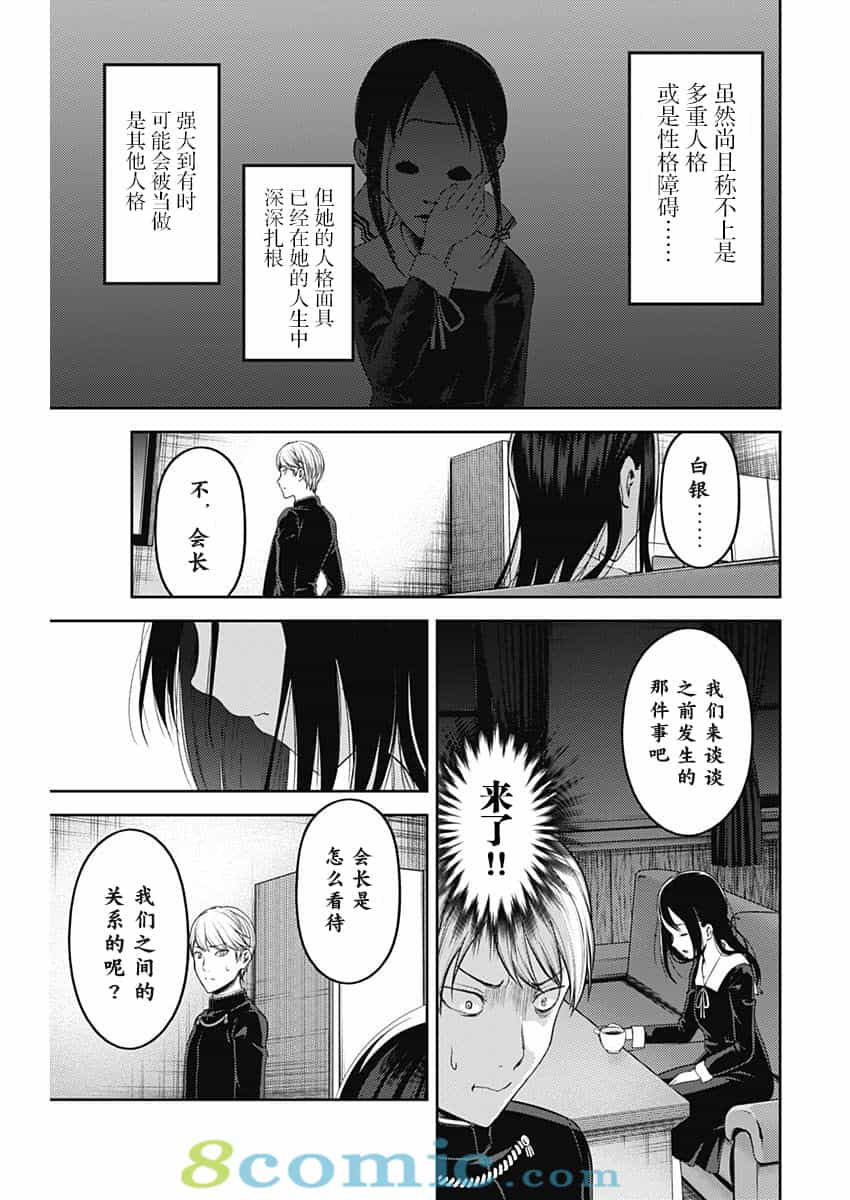 虽然尚且称不上是
多重人格
或是性格障碍……
但她的人格面具
已经在她的人生中
深深扎根
强大到有时
可能会被当做
是其他人格
白银……
不，会长
我们来谈谈
之前发生的
那件事吧
来了!!
会长是
怎么看待
我们之间的
关系的呢？
8comic.com